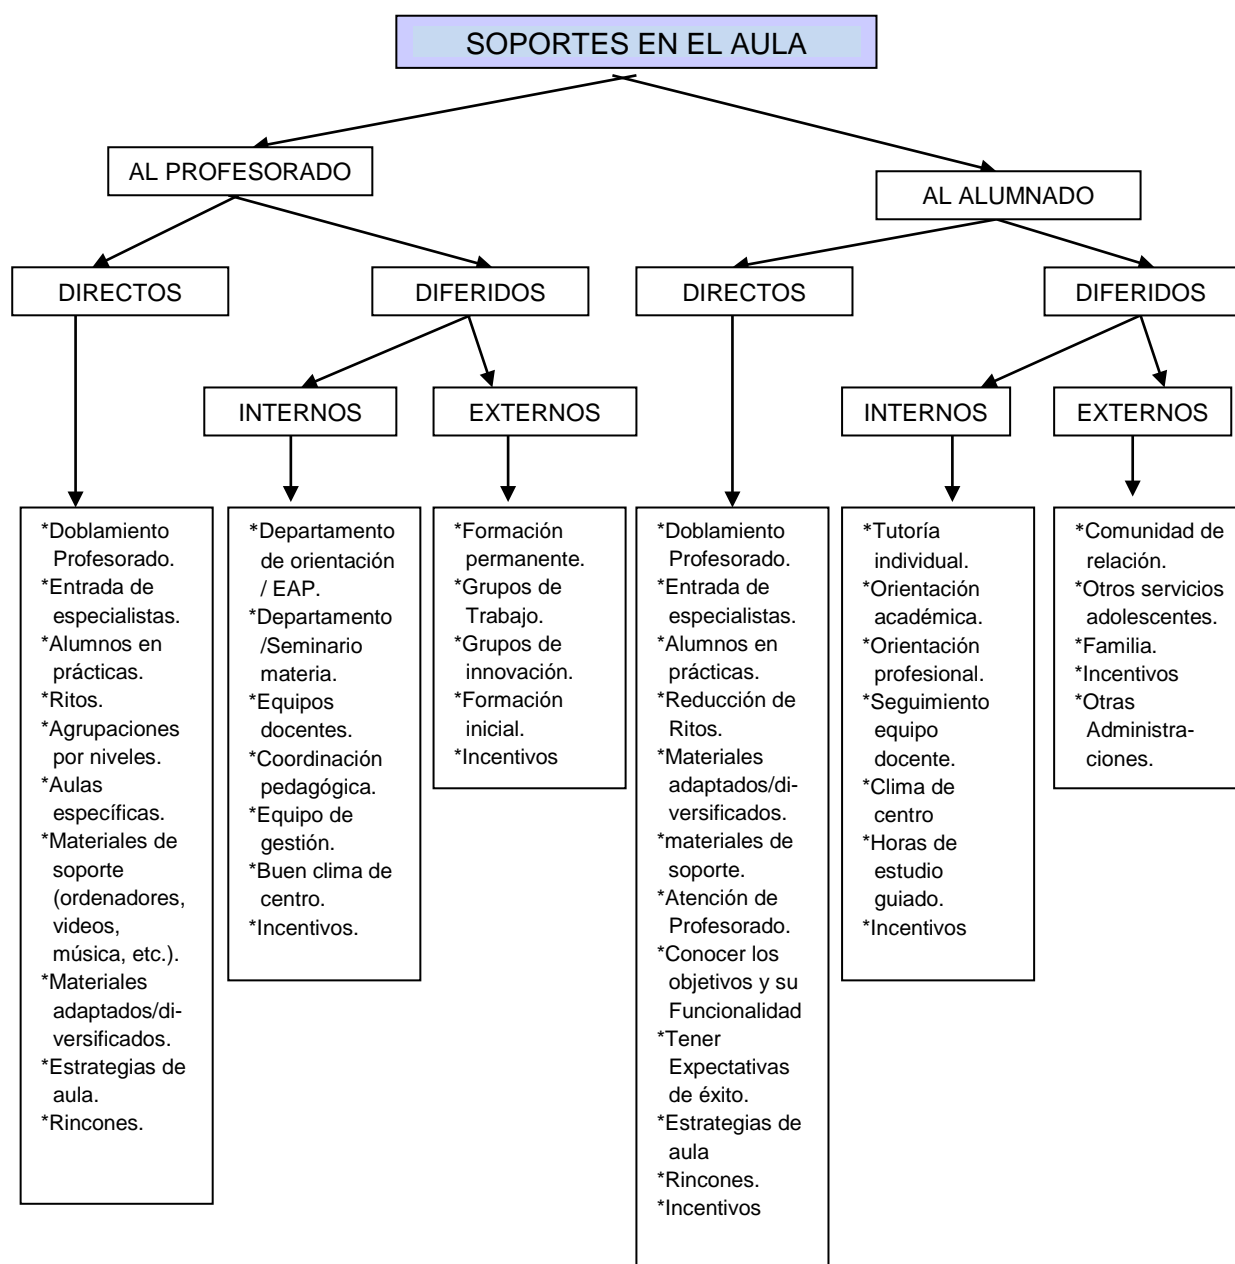 SOPORTES EN EL AULA
AL PROFESORADO
AL ALUMNADO
DIRECTOS
DIFERIDOS
DIRECTOS
DIFERIDOS
INTERNOS
EXTERNOS
INTERNOS
EXTERNOS
*Doblamiento
Profesorado.
*Entrada de
especialistas.
*Alumnos en
prácticas.
*Ritos.
*Agrupaciones
por niveles.
*Aulas
específicas.
*Materiales de
soporte
(ordenadores,
videos,
música, etc.).
*Materiales
adaptados/di-
versificados.
*Estrategias de
aula.
*Rincones.
*Departamento
de orientación
/ EAP.
*Departamento
/Seminario
materia.
*Equipos
docentes.
*Coordinación
pedagógica.
*Equipo de
gestión.
*Buen clima de
centro.
*Incentivos.
*Formación
permanente.
*Grupos de
Trabajo.
*Grupos de
innovación.
*Formación
inicial.
*Incentivos
*Doblamiento
Profesorado.
*Entrada de
especialistas.
*Alumnos en
prácticas.
*Reducción de
Ritos.
*Materiales
adaptados/di-
versificados.
*materiales de
soporte.
*Atención de
Profesorado.
*Conocer los
objetivos y su
Funcionalidad
*Tener
Expectativas
de éxito.
*Estrategias de
aula
*Rincones.
*Incentivos
*Tutoría
individual.
*Orientación
académica.
*Orientación
profesional.
*Seguimiento
equipo
docente.
*Clima de
centro
*Horas de
estudio
guiado.
*Incentivos
*Comunidad de
relación.
*Otros servicios
adolescentes.
*Familia.
*Incentivos
*Otras
Administra-
ciones.